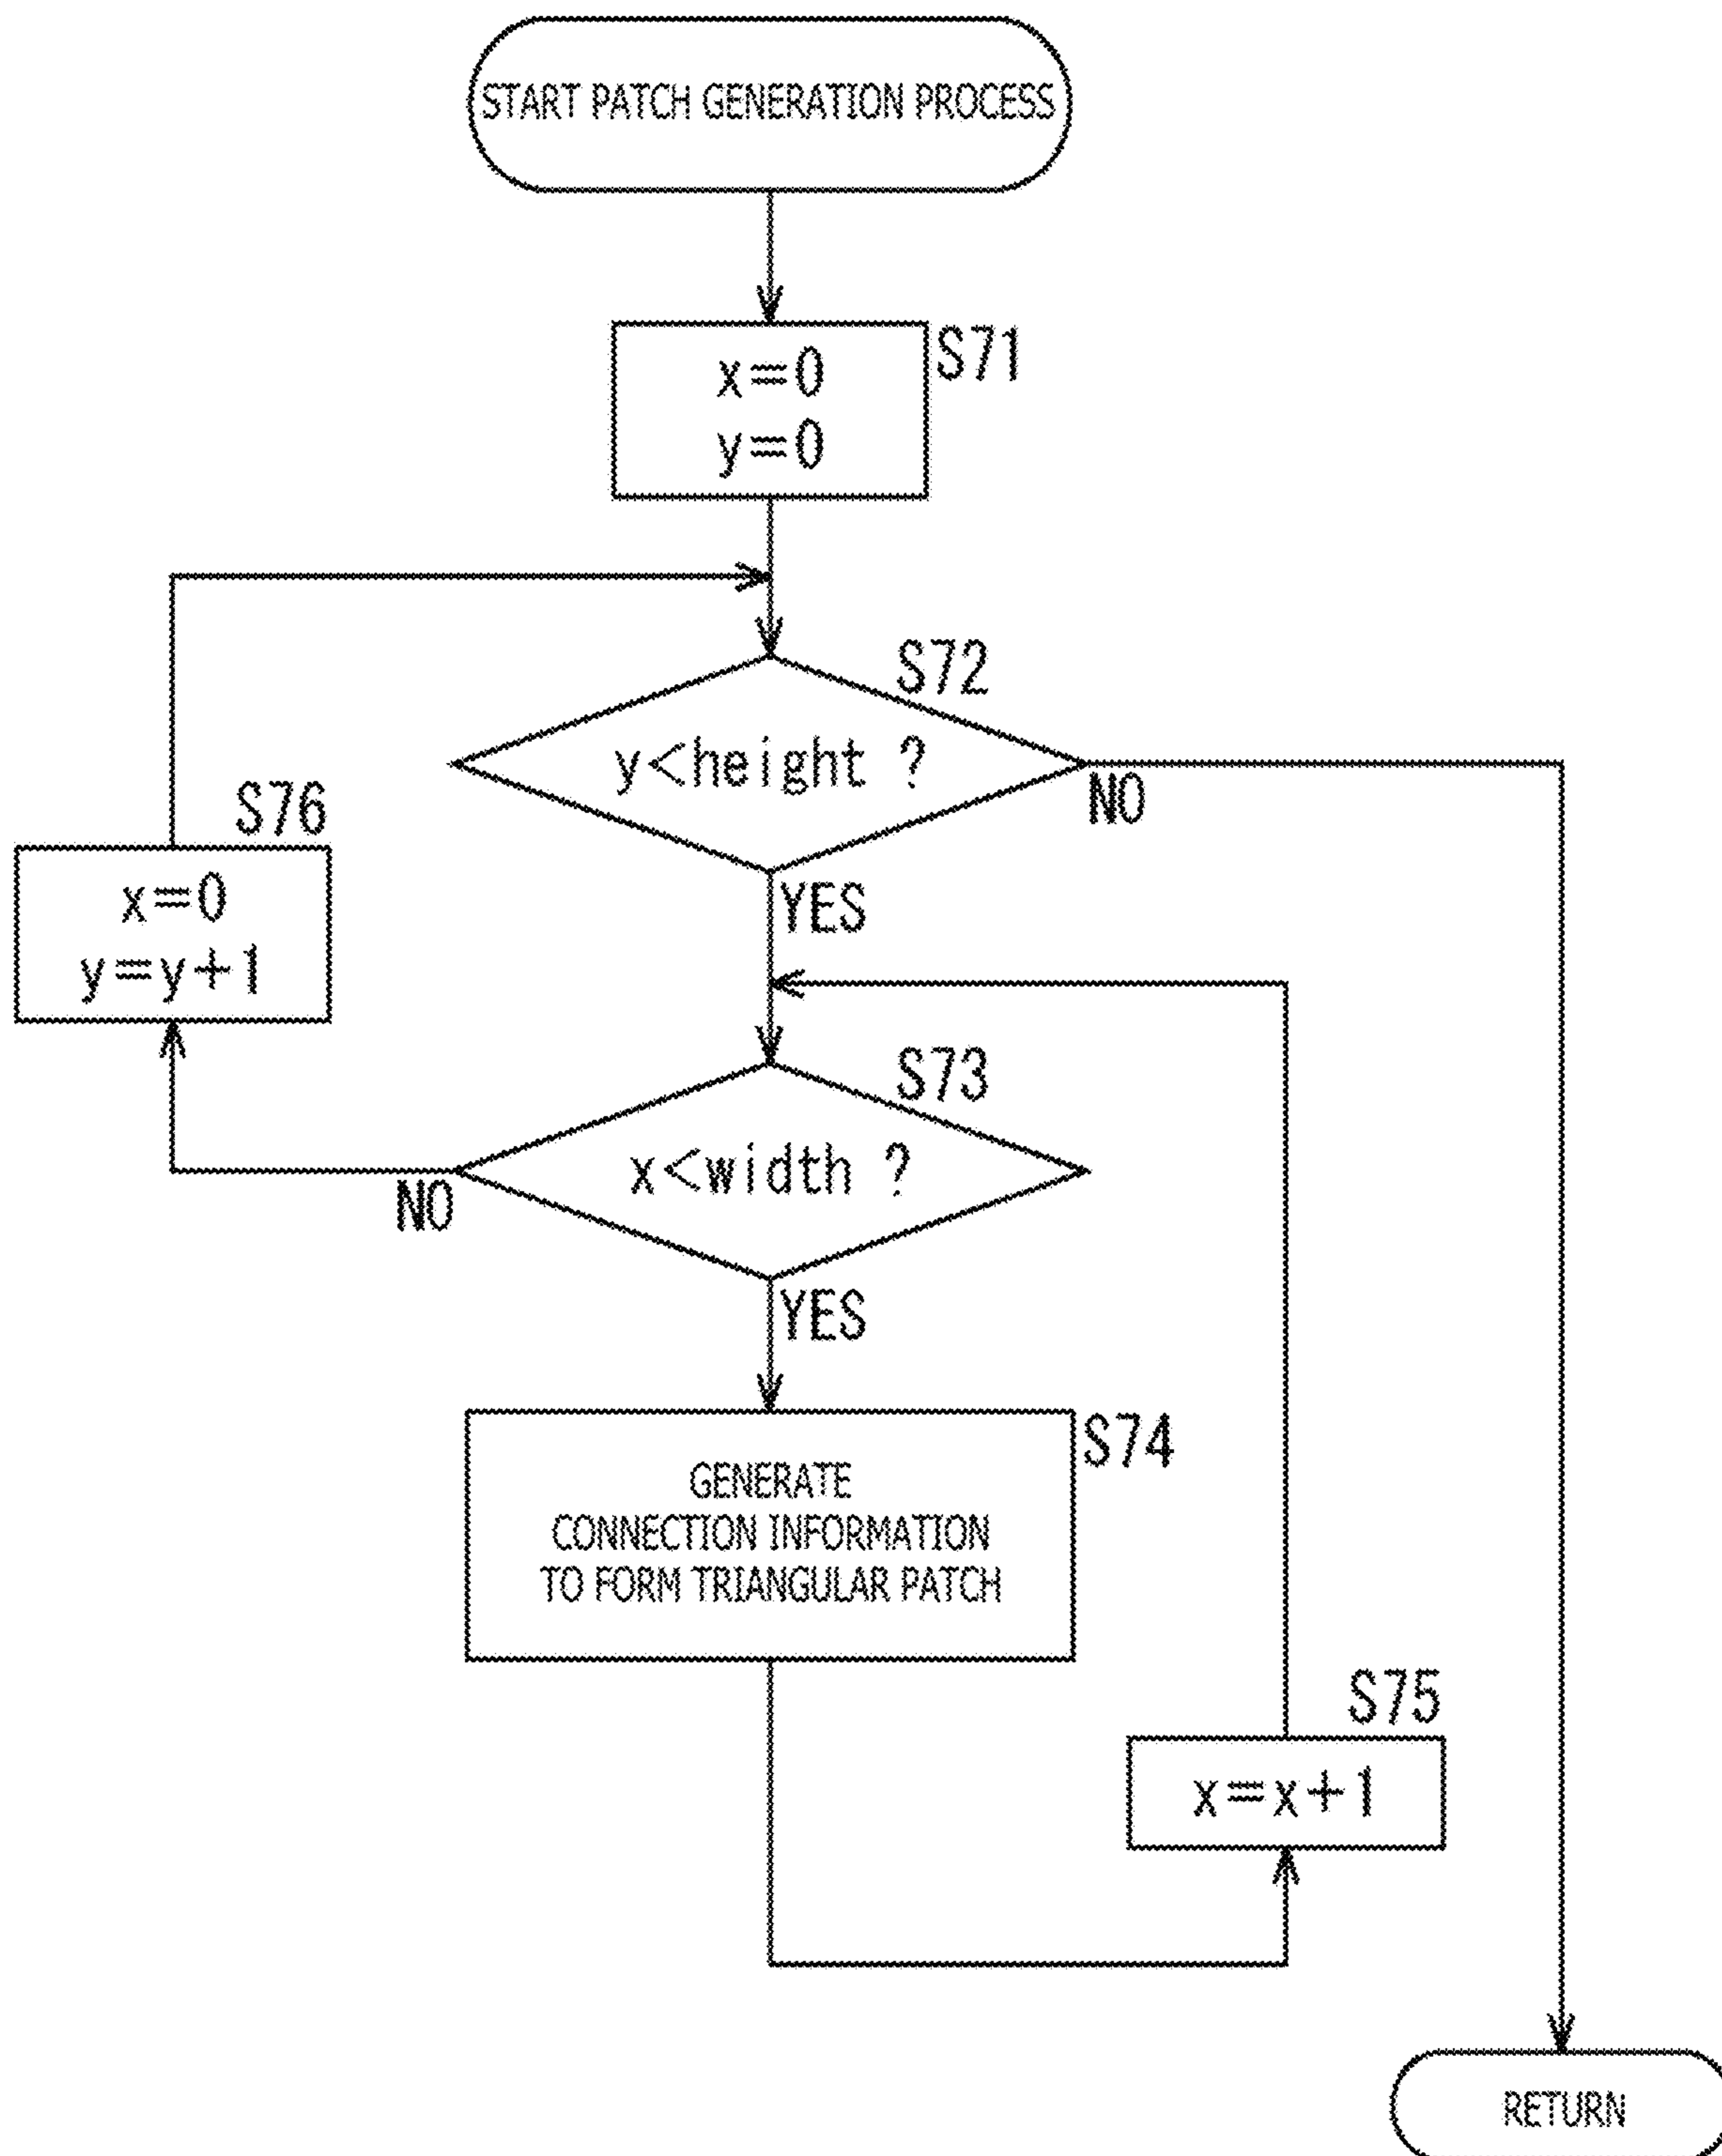 START PATCH GENERATION PROCESS
S71
x=0
y=0
S72
y<height ?
NO
YES
S76
x=0
y=y+1
S73
x<width ?
NO
YES
S74
GENERATE
CONNECTION INFORMATION
TO FORM TRIANGULAR PATCH
S75
x=x+1
RETURN